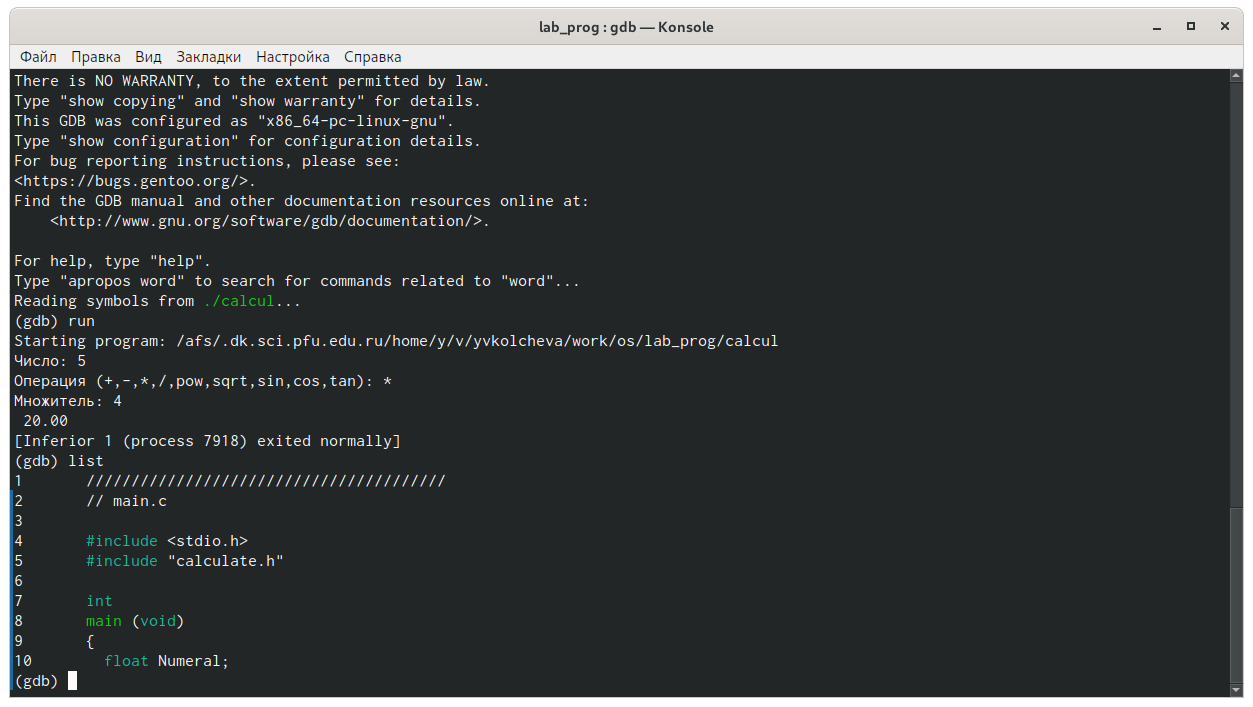 lab_prog : gdb — Konsole
Файл Правка Вид Закладки Настройка Справка
There is NO WARRANTY, to the extent permitted by law.
Type "show copying" and "show warranty" for details.
This GDB was configured as "x86_64-pc-linux-gnu".
Type "show configuration" for configuration details.
For bug reporting instructions, please see:
<https://bugs.gentoo.org/>.
Find the GDB manual and other documentation resources online at:
    <http://www.gnu.org/software/gdb/documentation/>.

For help, type "help".
Type "apropos word" to search for commands related to "word"...
Reading symbols from ./calcul...
(gdb) run
Starting program: /afs/.dk.sci.pfu.edu.ru/home/y/v/yvkolcheva/work/os/lab_prog/calcul
Число: 5
Операция (+,-,*,/,pow,sqrt,sin,cos,tan): *
Множитель: 4
 20.00
[Inferior 1 (process 7918) exited normally]
(gdb) list
1       ////////////////////////////////////////
2       // main.c
3
4       #include <stdio.h>
5       #include "calculate.h"
6
7       int
8       main (void)
9       {
10        float Numeral;
(gdb)